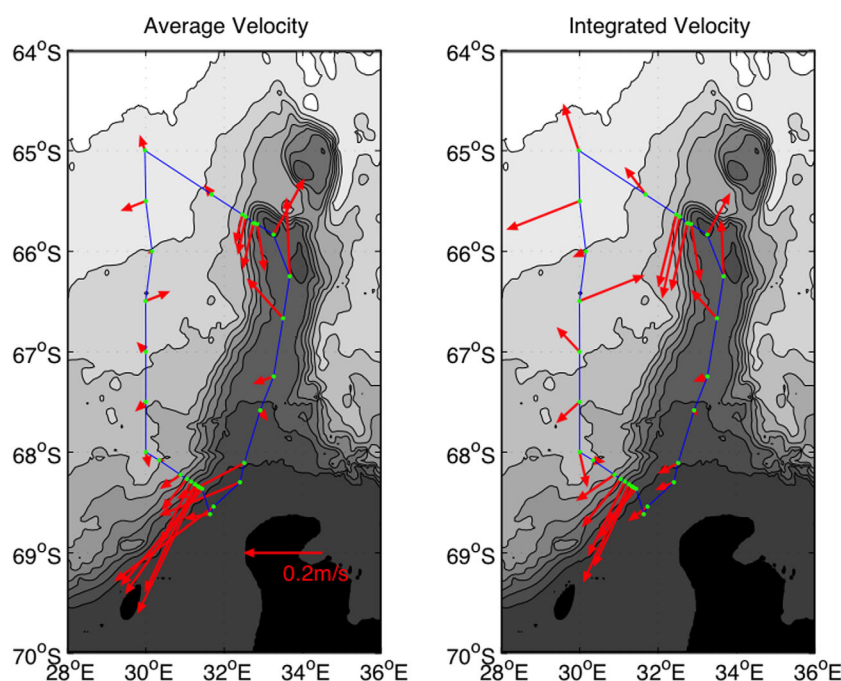 Average Velocity
Integrated Velocity
64°S
65°S
66°S
67°S
68°S
69°S
70°S
0.2m/s
28°E
30°E
32°E
34°E
36°E
64°S
65°S
66°S
67°S
68°S
69°S
70°S
28°E
30°E
32°E
34°E
36°E